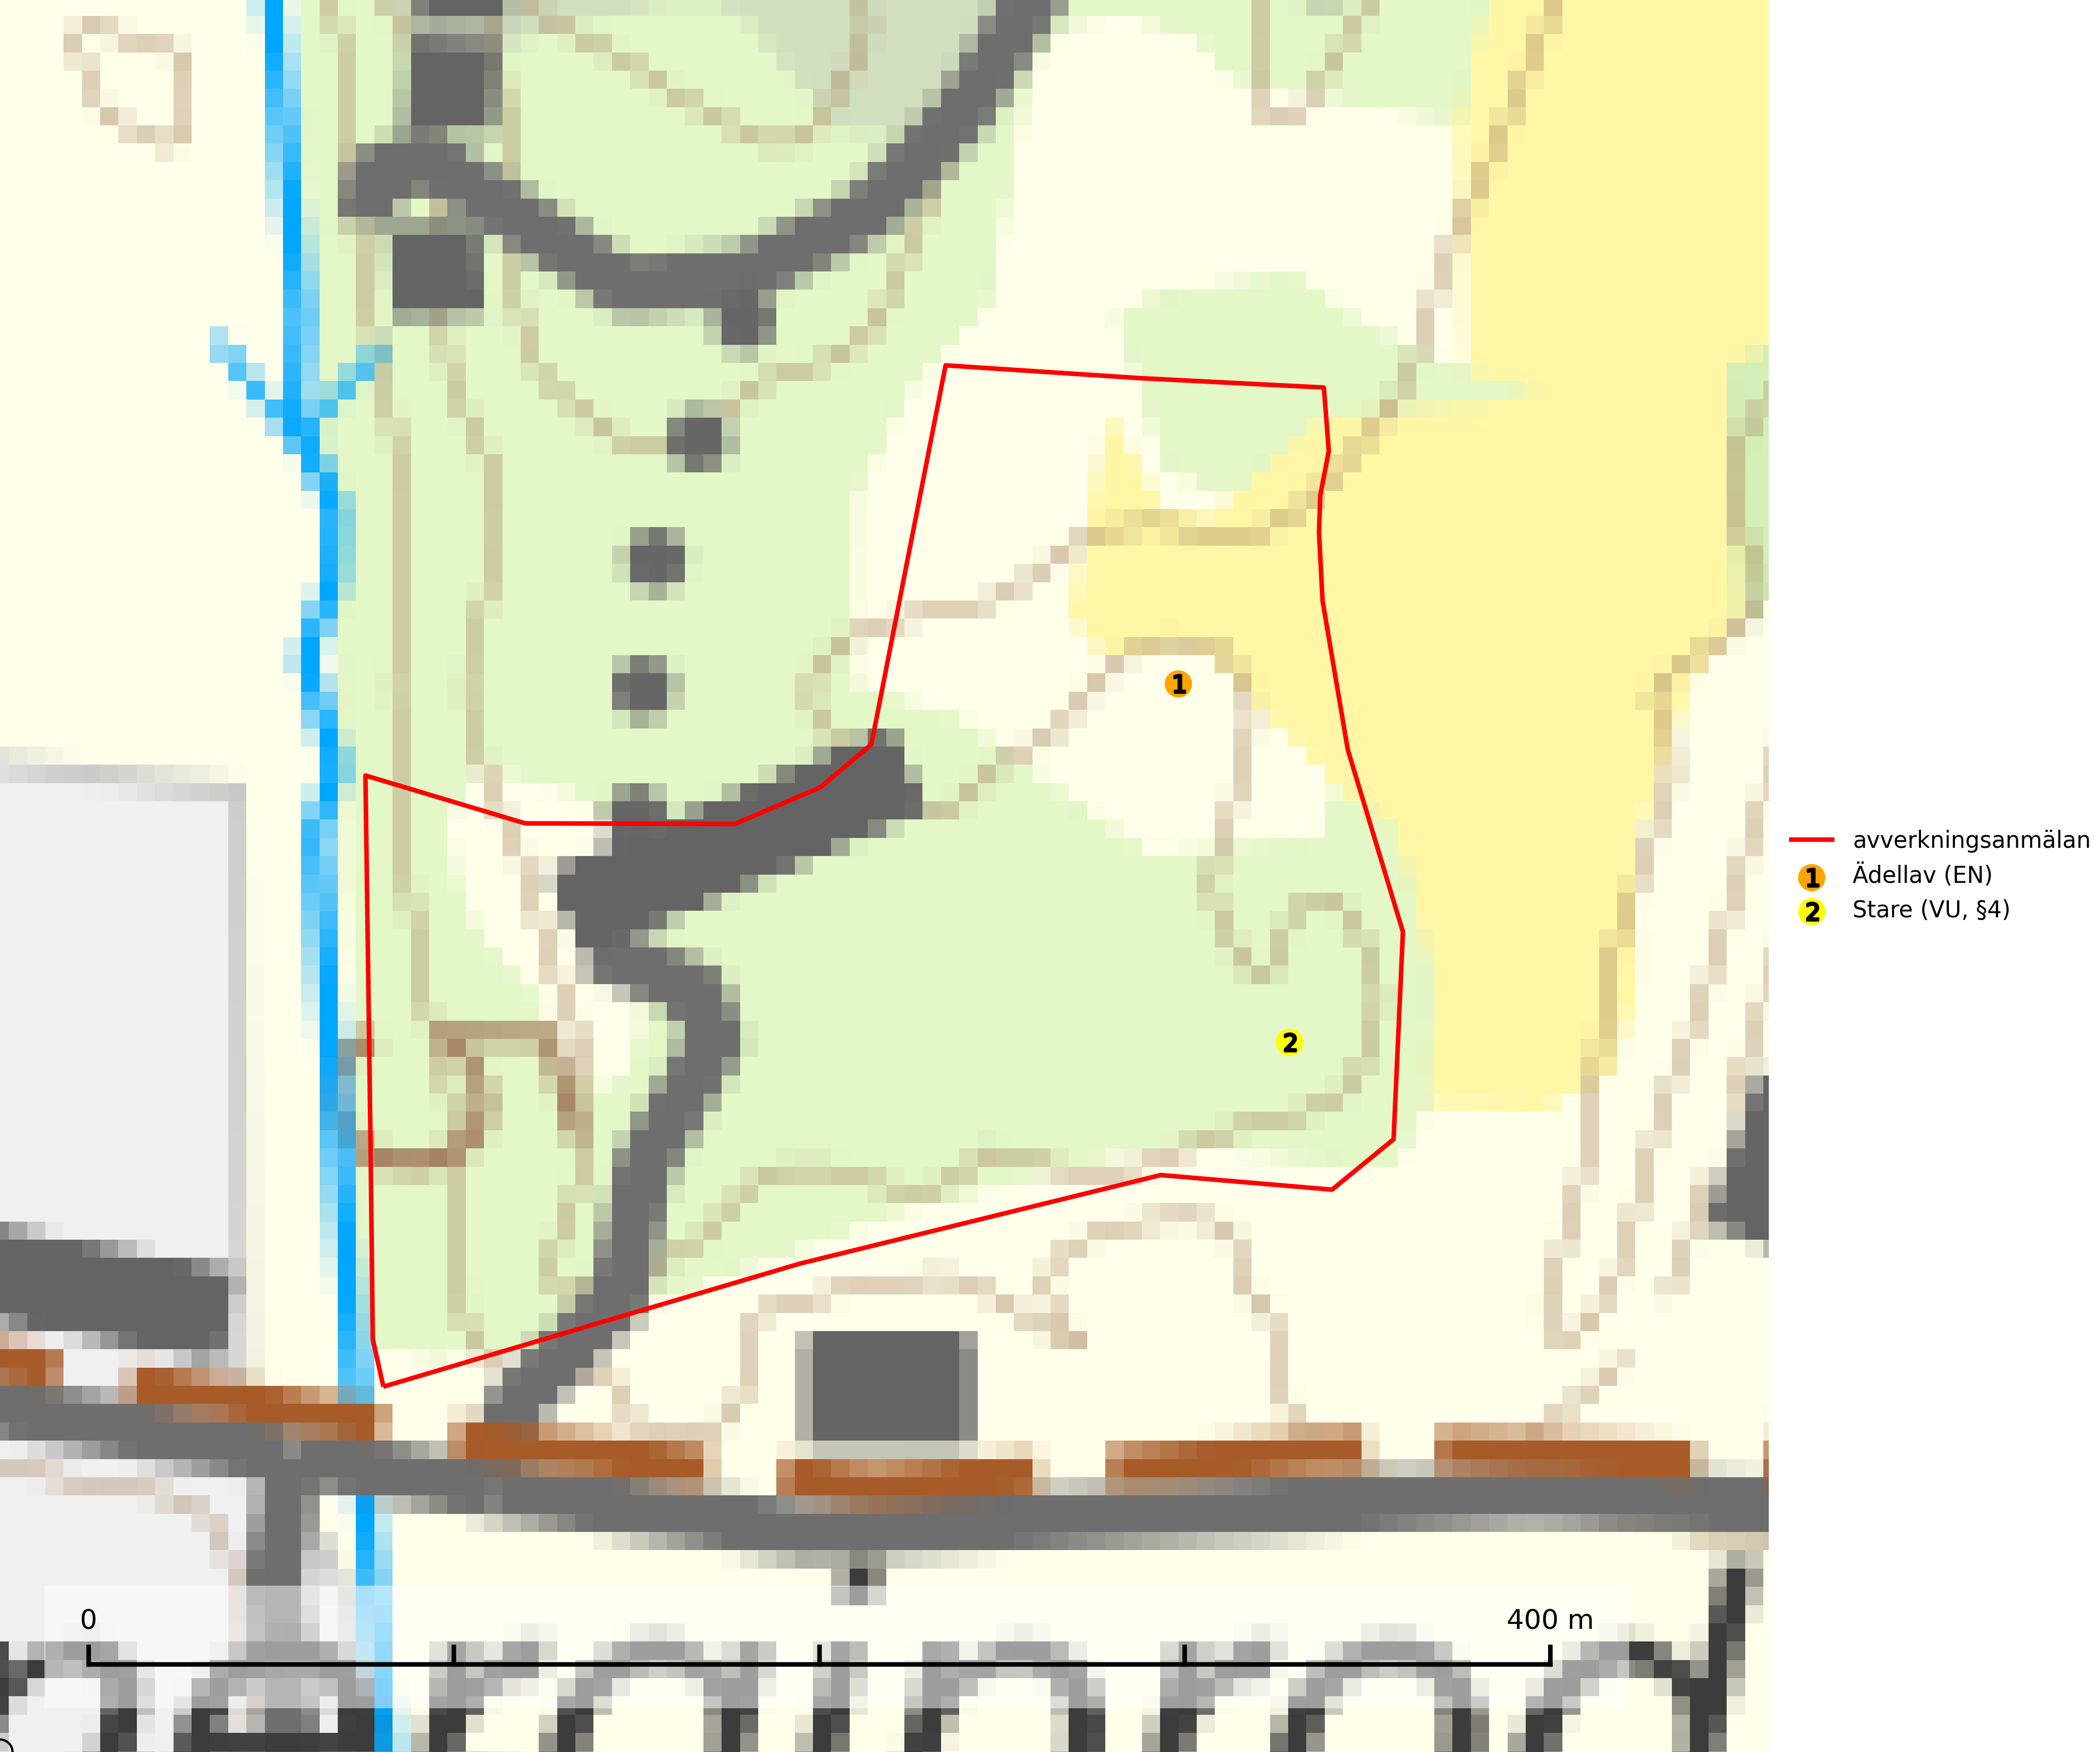 1
2
avverkningsanmälan
1 Ädellav (EN)
2 Stare (VU, §4)
0 400 m